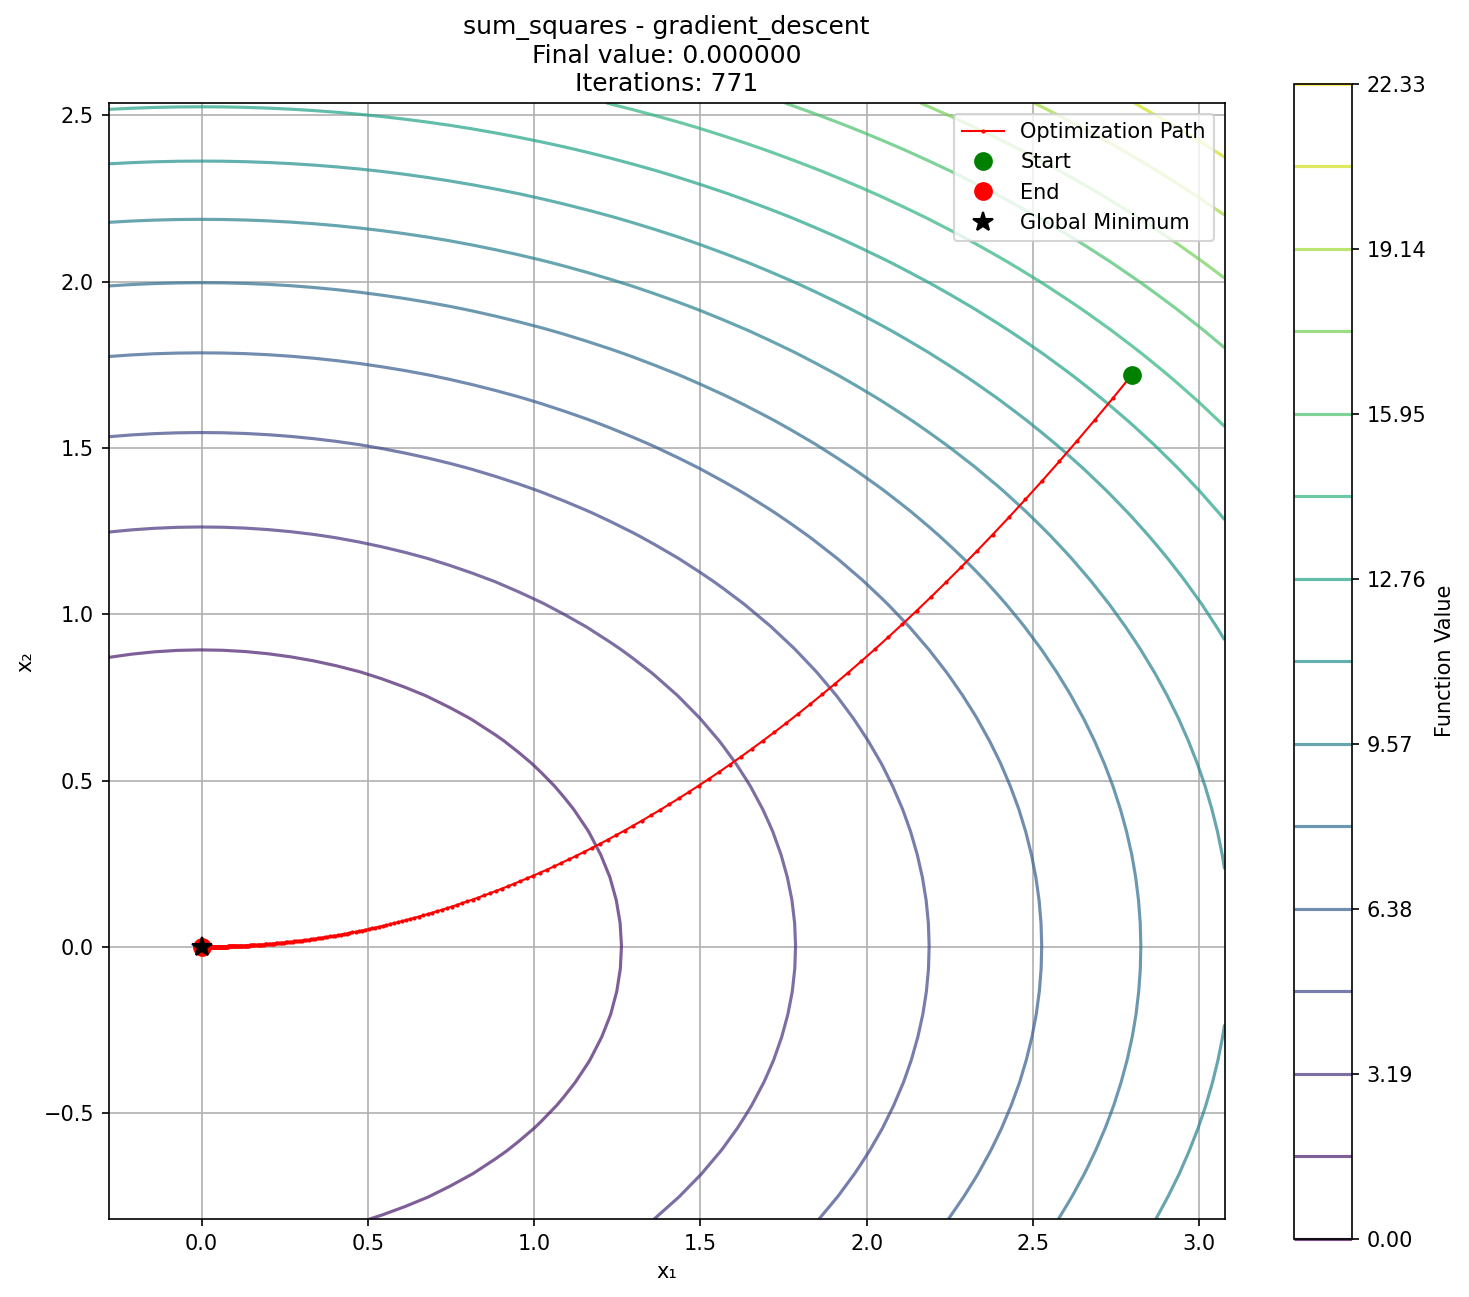 sum_squares - gradient_descent
Final value: 0.000000
Iterations: 771
Optimization Path
Start
End
Global Minimum
2.5
2.0
1.5
1.0
0.5
0.0
−0.5
x₂
0.0
0.5
1.0
1.5
2.0
2.5
3.0
x₁
22.33
19.14
15.95
12.76
9.57
6.38
3.19
0.00
Function Value